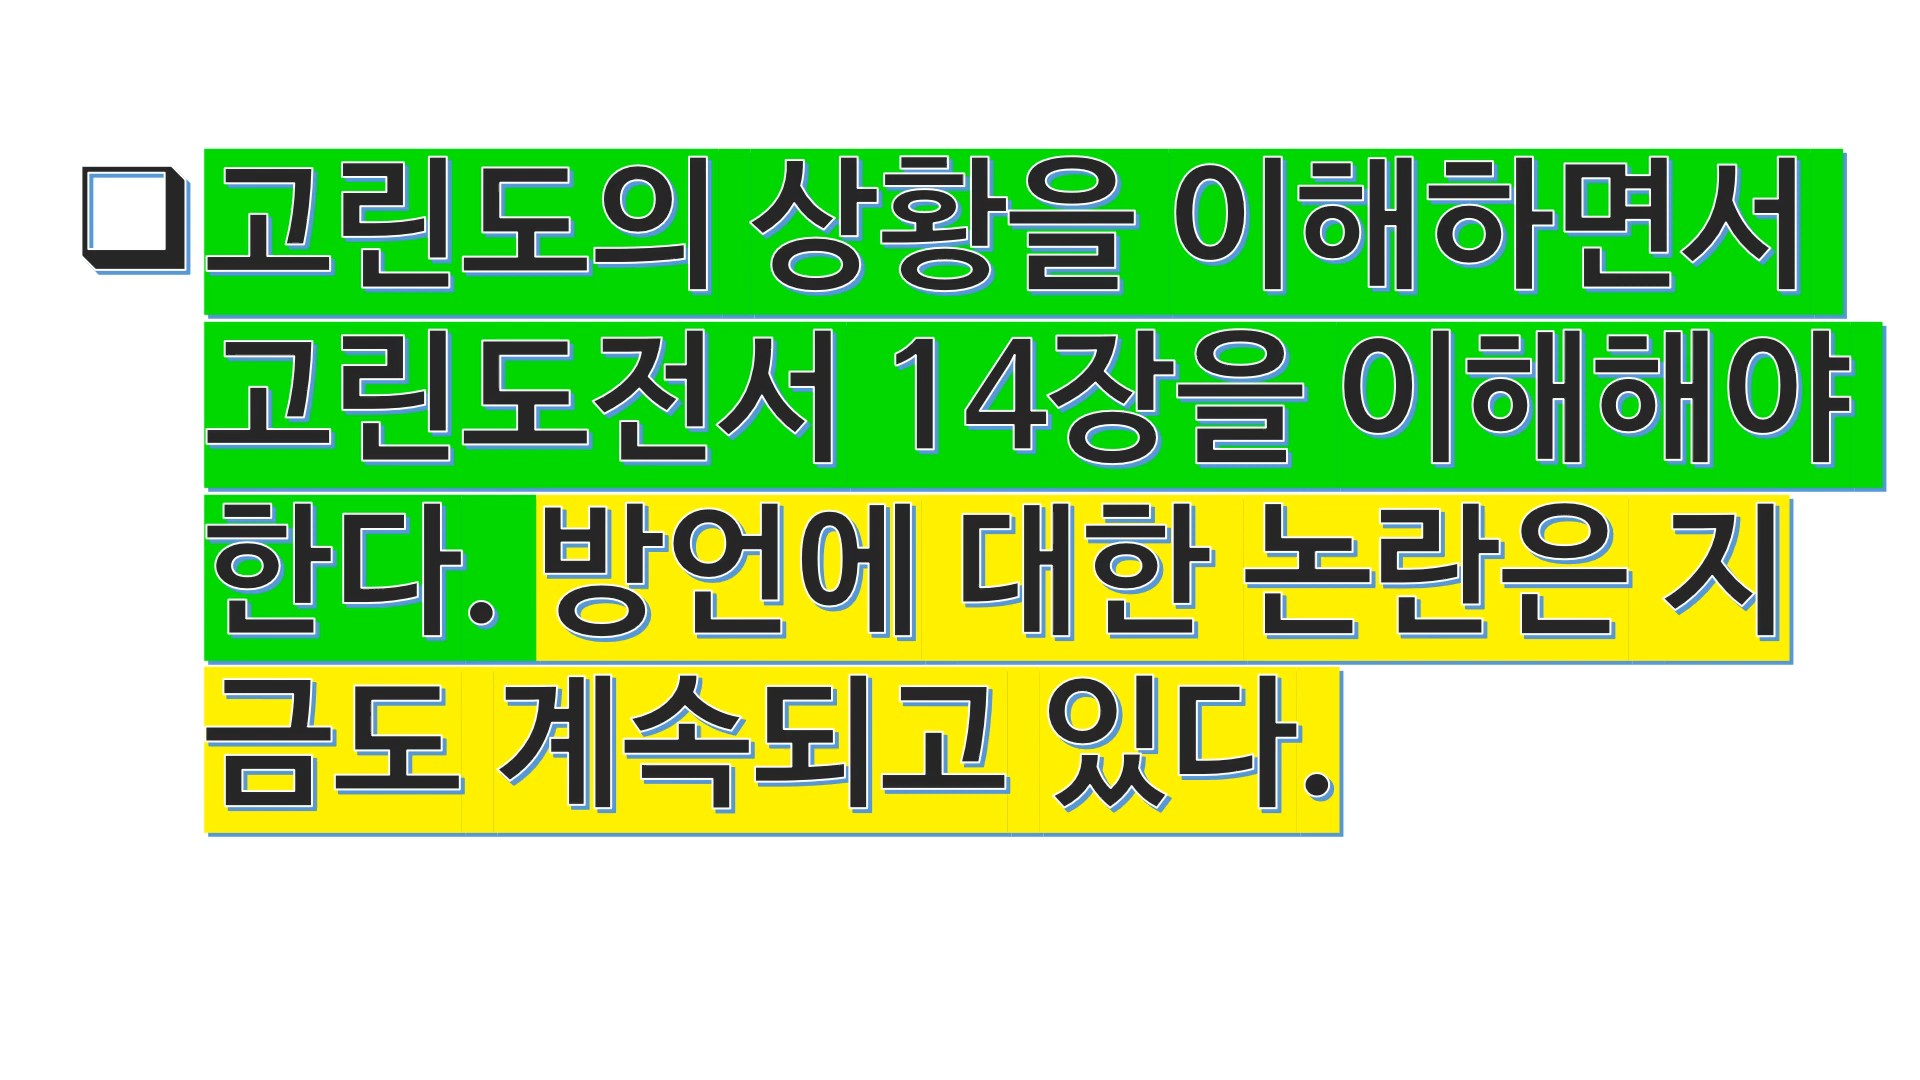 ❑ 고린도의 상황을 이해하면서
고린도전서 14장을 이해해야
한다. 방언에 대한 논란은 지
금도 계속되고 있다.